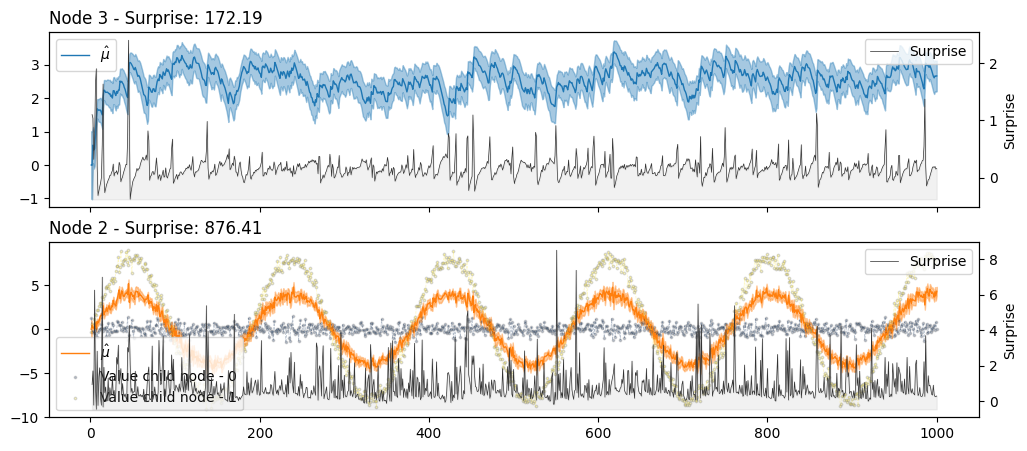 Node 3 - Surprise: 172.19
μ̂
Surprise
3
2
1
0
−1
2
1
0
Surprise
Node 2 - Surprise: 876.41
μ̂
Value child node - 0
Value child node - 1
Surprise
5
0
−5
−10
8
6
4
2
0
Surprise
0
200
400
600
800
1000